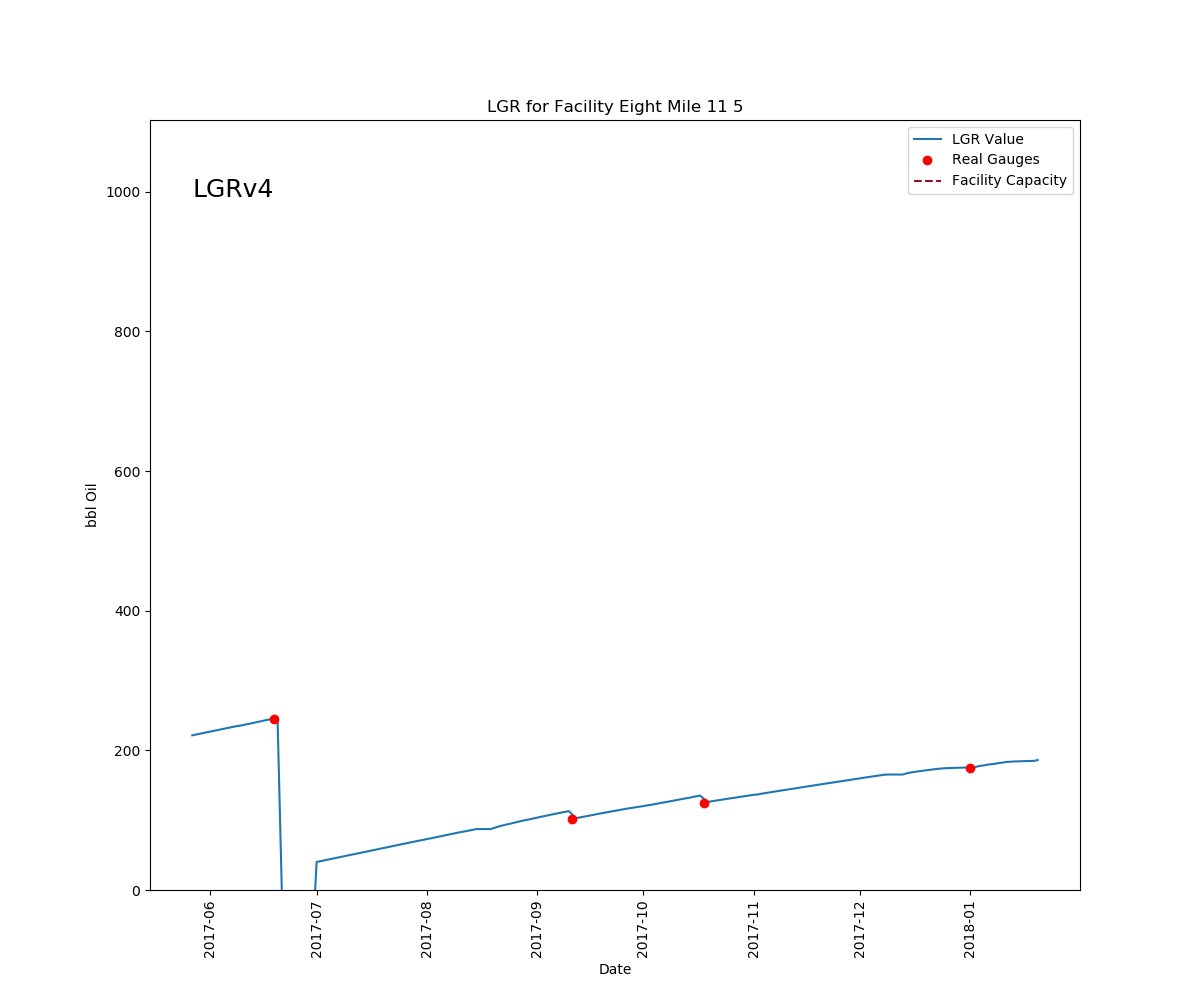 LGR for Facility Eight Mile 11 5
LGR Value
Real Gauges
Facility Capacity
LGRv4
1000
800
600
400
200
0
bbl Oil
2017-06
2017-07
2017-08
2017-09
2017-10
2017-11
2017-12
2018-01
Date